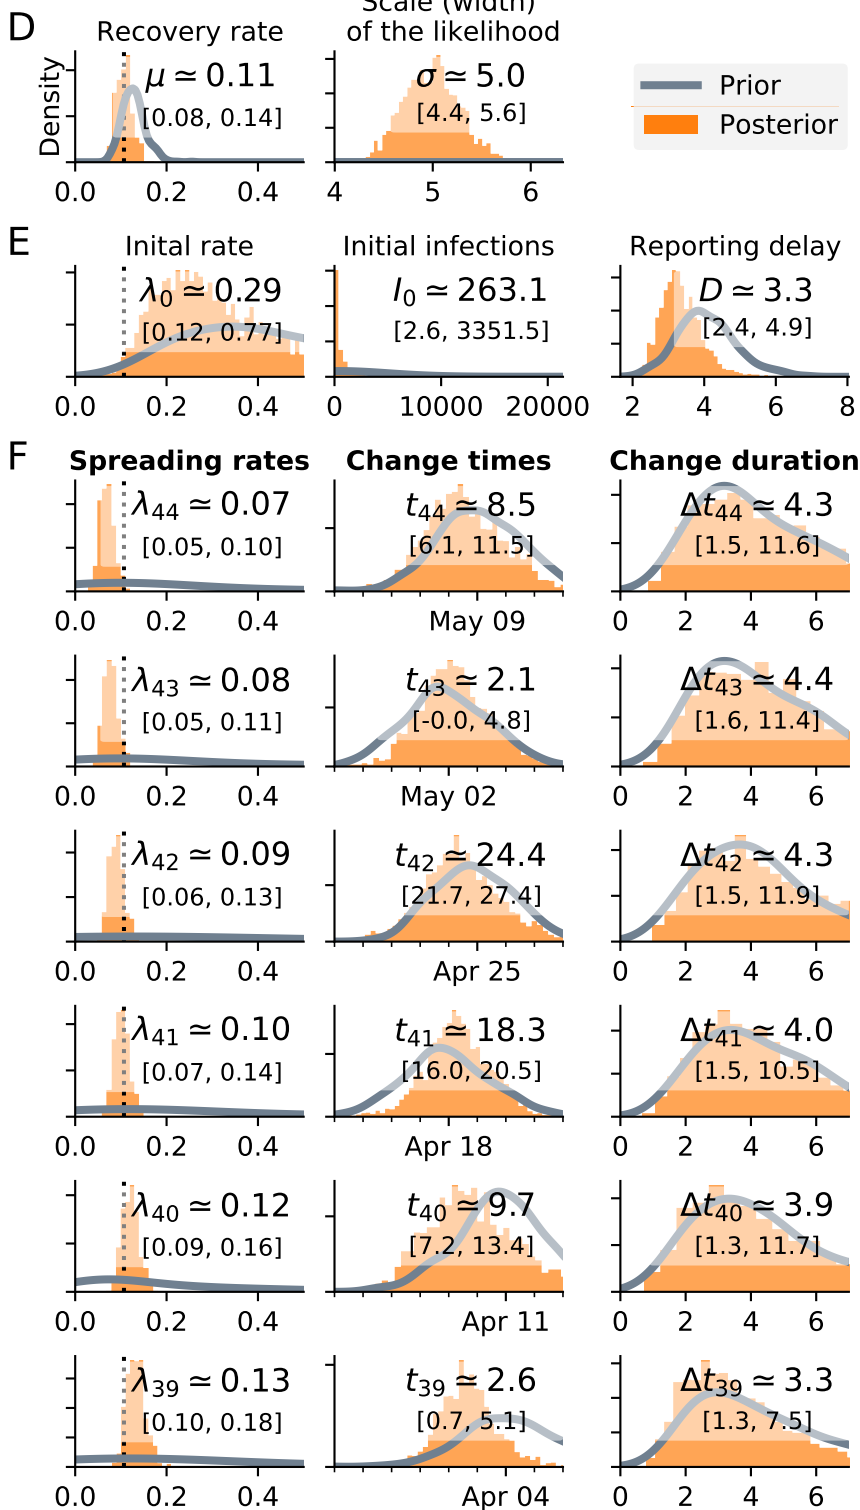 D
Scale (width)
Recovery rate
of the likelihood
Density
μ ≃ 0.11
[0.08, 0.14]
0.0 0.2 0.4
σ ≃ 5.0
[4.4, 5.6]
4 5 6
Prior
Posterior
E
Inital rate
λ0 ≃ 0.29
[0.12, 0.77]
0.0 0.2 0.4
Initial infections
I0 ≃ 263.1
[2.6, 3351.5]
0 10000 20000
Reporting delay
D ≃ 3.3
[2.4, 4.9]
2 4 6 8
F
Spreading rates Change times Change duration
λ44 ≃ 0.07
[0.05, 0.10]
0.0 0.2 0.4
t44 ≃ 8.5
[6.1, 11.5]
May 09
Δt44 ≃ 4.3
[1.5, 11.6]
0 2 4 6
λ43 ≃ 0.08
[0.05, 0.11]
0.0 0.2 0.4
t43 ≃ 2.1
[-0.0, 4.8]
May 02
Δt43 ≃ 4.4
[1.6, 11.4]
0 2 4 6
λ42 ≃ 0.09
[0.06, 0.13]
0.0 0.2 0.4
t42 ≃ 24.4
[21.7, 27.4]
Apr 25
Δt42 ≃ 4.3
[1.5, 11.9]
0 2 4 6
λ41 ≃ 0.10
[0.07, 0.14]
0.0 0.2 0.4
t41 ≃ 18.3
[16.0, 20.5]
Apr 18
Δt41 ≃ 4.0
[1.5, 10.5]
0 2 4 6
λ40 ≃ 0.12
[0.09, 0.16]
0.0 0.2 0.4
t40 ≃ 9.7
[7.2, 13.4]
Apr 11
Δt40 ≃ 3.9
[1.3, 11.7]
0 2 4 6
λ39 ≃ 0.13
[0.10, 0.18]
0.0 0.2 0.4
t39 ≃ 2.6
[0.7, 5.1]
Apr 04
Δt39 ≃ 3.3
[1.3, 7.5]
0 2 4 6